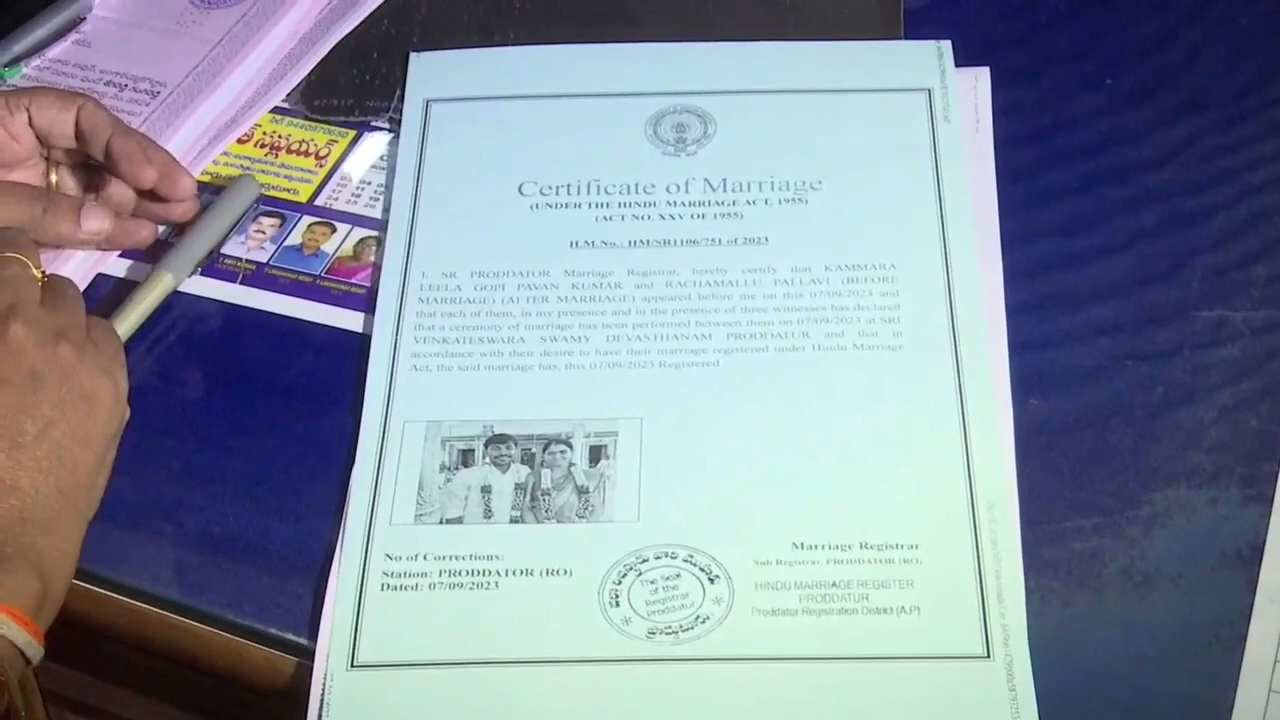 సెల్: 9440970650
సప్లయర్స్
Certificate of Marriage
(UNDER THE HINDU MARRIAGE ACT, 1955)
(ACT NO. XXV OF 1955)
H.M.No. : HM/SR1106/751 of 2023
I, SR PRODDATOR Marriage Registrar, hereby certify that KAMMARA
LEELA GOPI PAVAN KUMAR and RACHAMALLU PALLAVI (BEFORE
MARRIAGE) (AFTER MARRIAGE) appeared before me on this 07/09/2023 and
that each of them, in my presence and in the presence of three witnesses has declared
that a ceremony of marriage has been performed between them on 07/09/2023 at SRI
VENKATESWARA SWAMY DEVASTHANAM PRODDATUR and that in
accordance with their desire to have their marriage registered under Hindu Marriage
Act, the said marriage has, this 07/09/2023 Registered
No of Corrections:
Station: PRODDATOR (RO)
Dated: 07/09/2023
The Seal
of the
Registrar
Proddatur
ప్రొద్దుటూరు.
Marriage Registrar
Sub Registrar, PRODDATOR (RO)
HINDU MARRIAGE REGISTER
PRODDATUR
Proddator Registration District (A.P)